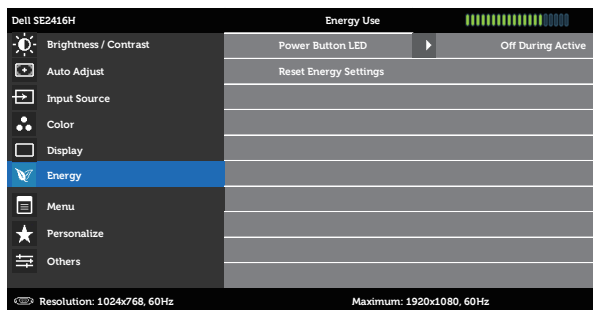 Dell SE2416H Energy Use
Brightness / Contrast Power Button LED Off During Active
Auto Adjust Reset Energy Settings
Input Source
Color
Display
Energy
Menu
Personalize
Others
Resolution: 1024x768, 60Hz Maximum: 1920x1080, 60Hz